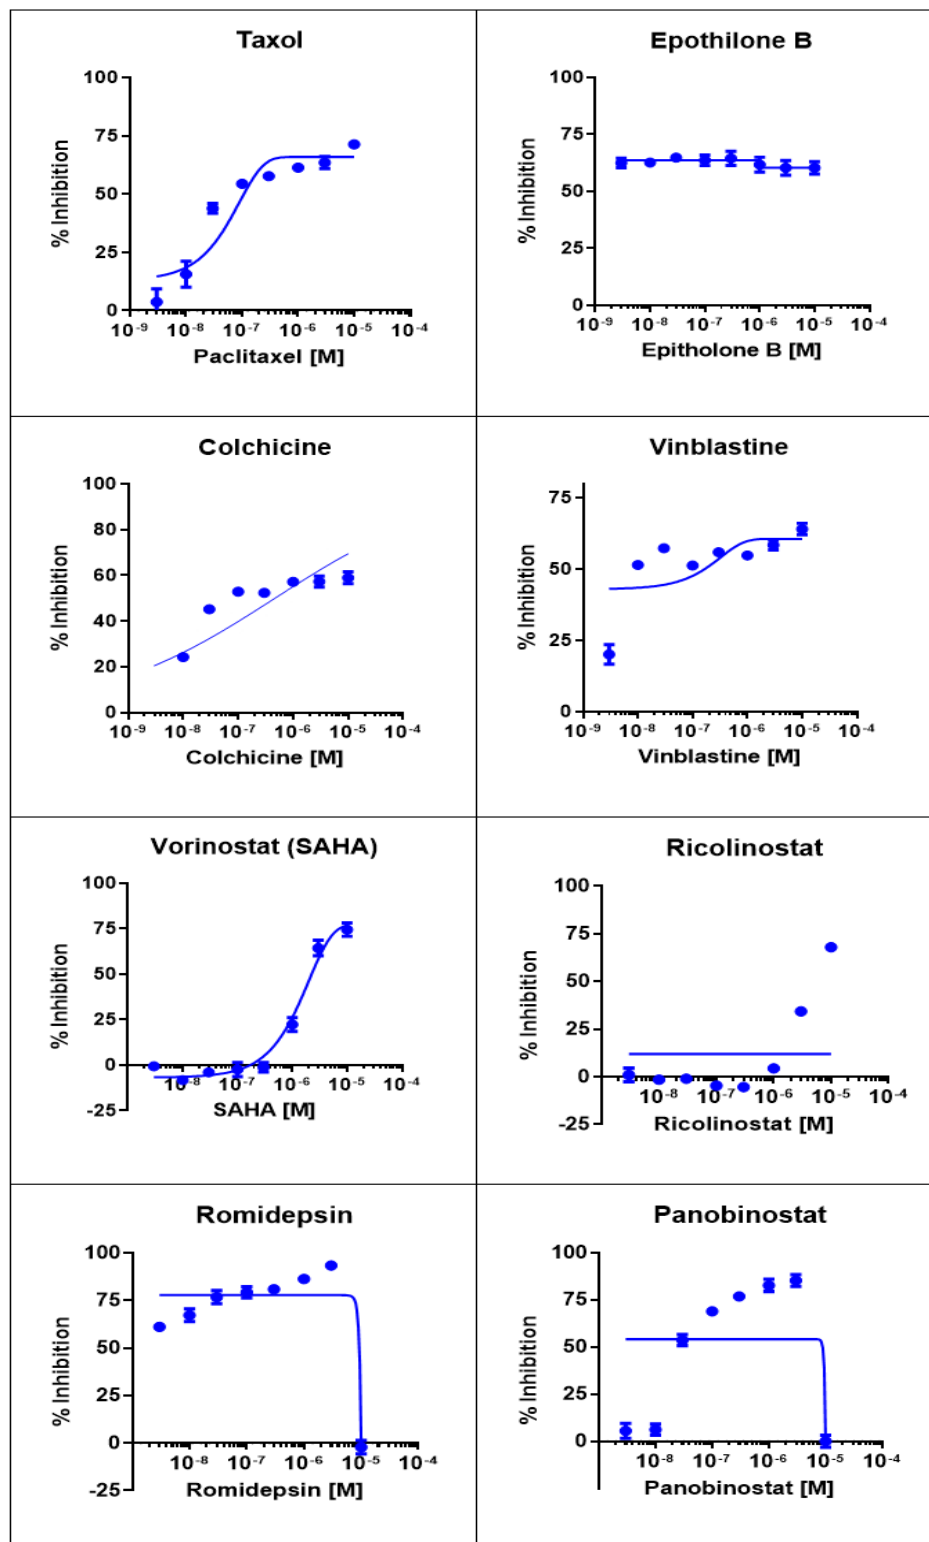 Taxol
100
75
50
25
0
% Inhibition
10⁻⁹ 10⁻⁸ 10⁻⁷ 10⁻⁶ 10⁻⁵ 10⁻⁴
Paclitaxel [M]
Epothilone B
100
75
50
25
0
% Inhibition
10⁻⁹ 10⁻⁸ 10⁻⁷ 10⁻⁶ 10⁻⁵ 10⁻⁴
Epitholone B [M]
Colchicine
100
80
60
40
20
0
% Inhibition
10⁻⁹ 10⁻⁸ 10⁻⁷ 10⁻⁶ 10⁻⁵ 10⁻⁴
Colchicine [M]
Vinblastine
75
50
25
0
% Inhibition
10⁻⁹ 10⁻⁸ 10⁻⁷ 10⁻⁶ 10⁻⁵ 10⁻⁴
Vinblastine [M]
Vorinostat (SAHA)
100
75
50
25
0
-25
% Inhibition
10⁻⁸ 10⁻⁷ 10⁻⁶ 10⁻⁵ 10⁻⁴
SAHA [M]
Ricolinostat
100
75
50
25
0
-25
% Inhibition
10⁻⁸ 10⁻⁷ 10⁻⁶ 10⁻⁵ 10⁻⁴
Ricolinostat [M]
Romidepsin
100
75
50
25
0
-25
% Inhibition
10⁻⁸ 10⁻⁷ 10⁻⁶ 10⁻⁵ 10⁻⁴
Romidepsin [M]
Panobinostat
100
75
50
25
0
% Inhibition
10⁻⁸ 10⁻⁷ 10⁻⁶ 10⁻⁵ 10⁻⁴
Panobinostat [M]